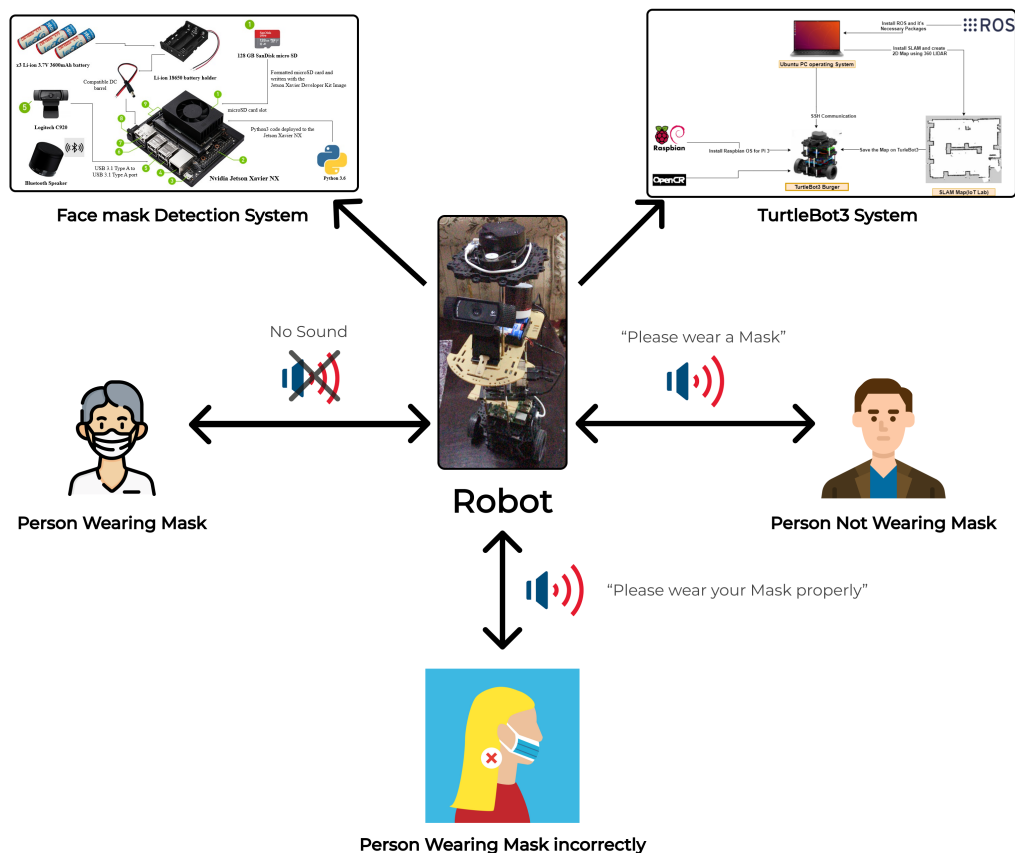 x3 Li-ion 3.7V 3600mAh battery
Li-ion 18650 battery holder
1
128 GB SanDisk micro SD
Compatible DC
barrel
Formatted microSD card and
written with the
Jetson Xavier Developer Kit Image
5
Logitech C920
microSD card slot
Python3 code deployed to the
Jetson Xavier NX
Bluetooth Speaker
USB 3.1 Type A to
USB 3.1 Type A port
Nvidia Jetson Xavier NX
Python 3.6
Face mask Detection System
Install ROS and it's
Necessary Packages
ROS
Install SLAM and create
2D Map using 360 LIDAR
Ubuntu PC operating System
SSH Communication
Raspbian
Install Raspbian OS for Pi 3
Save the Map on TurtleBot3
OpenCR
TurtleBot3 Burger
SLAM Map(IoT Lab)
TurtleBot3 System
No Sound
“Please wear a Mask”
Person Wearing Mask
Robot
Person Not Wearing Mask
“Please wear your Mask properly”
Person Wearing Mask incorrectly